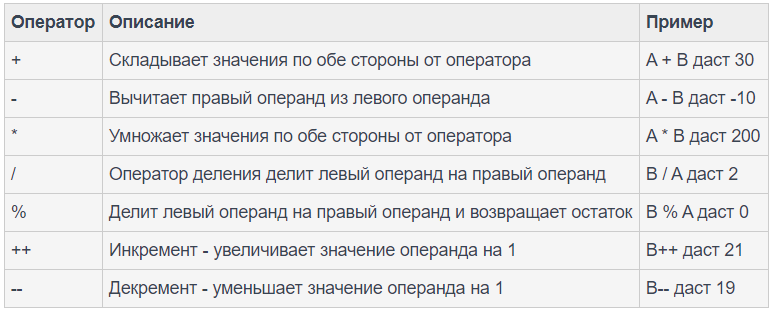 Оператор Описание Пример
+ Складывает значения по обе стороны от оператора A + B даст 30
- Вычитает правый операнд из левого операнда A - B даст -10
* Умножает значения по обе стороны от оператора A * B даст 200
/ Оператор деления делит левый операнд на правый операнд B / A даст 2
% Делит левый операнд на правый операнд и возвращает остаток B % A даст 0
++ Инкремент - увеличивает значение операнда на 1 B++ даст 21
-- Декремент - уменьшает значение операнда на 1 B-- даст 19